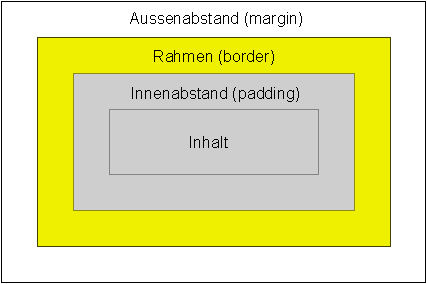 Aussenabstand (margin)
Rahmen (border)
Innenabstand (padding)
Inhalt